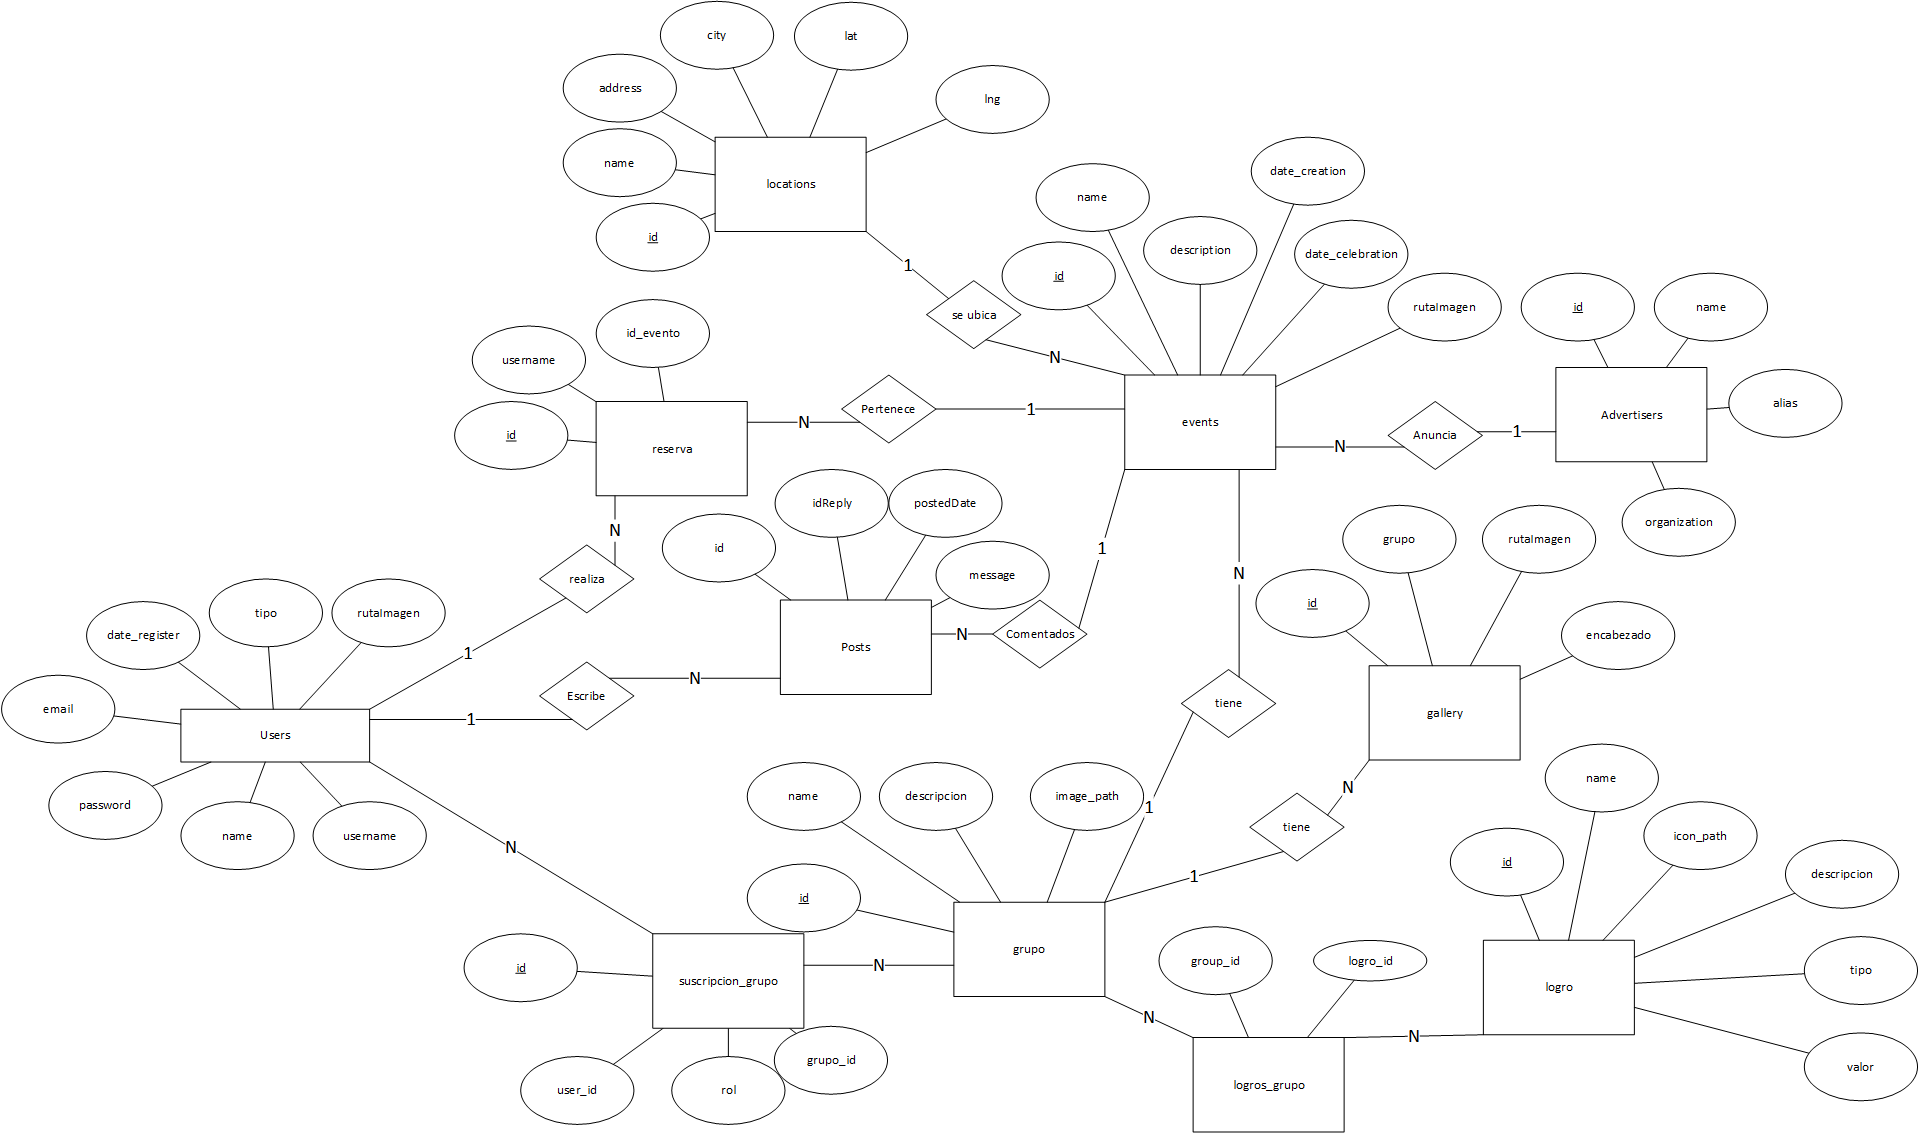 city
lat
address
lng
name
locations
id
1
se ubica
N
date_creation
name
description
date_celebration
id
rutaImagen
events
id
name
Advertisers
alias
organization
Anuncia
N
1
id_evento
username
id
reserva
N
Pertenece
1
N
realiza
1
idReply
postedDate
id
message
Posts
N
Comentados
1
Escribe
N
1
tipo
rutaImagen
date_register
email
Users
password
name
username
N
N
tiene
1
grupo
rutaImagen
id
encabezado
gallery
N
tiene
1
name
descripcion
image_path
id
grupo
N
id
suscripcion_grupo
user_id
rol
grupo_id
N
group_id
logro_id
logros_grupo
N
name
icon_path
id
descripcion
tipo
logro
valor